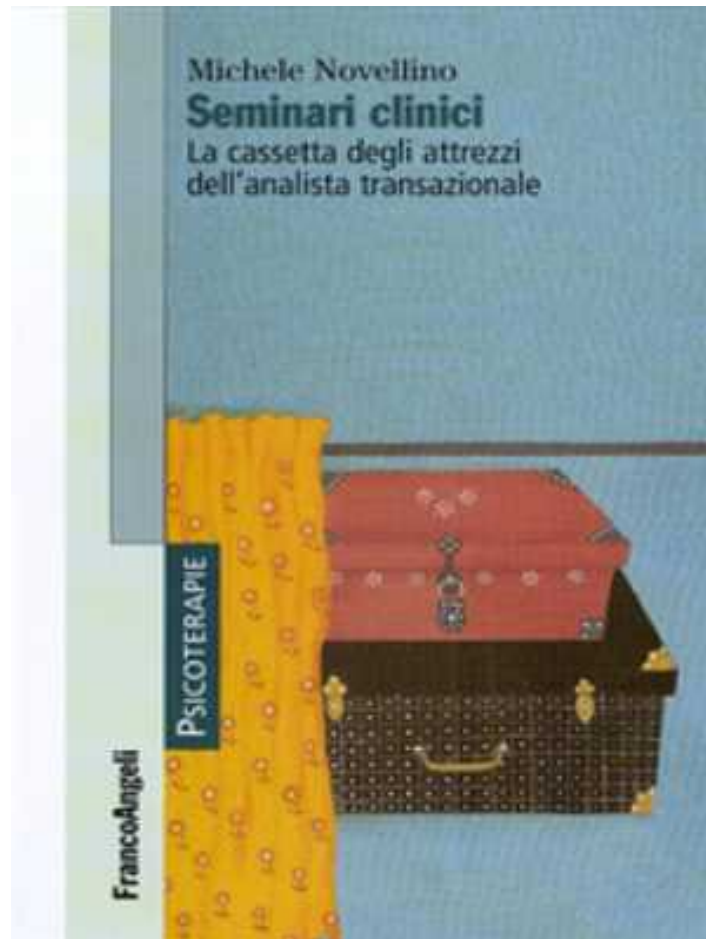 Michele Novellino
Seminari clinici
La cassetta degli attrezzi
dell'analista transazionale
PSICOTERAPIE
FrancoAngeli